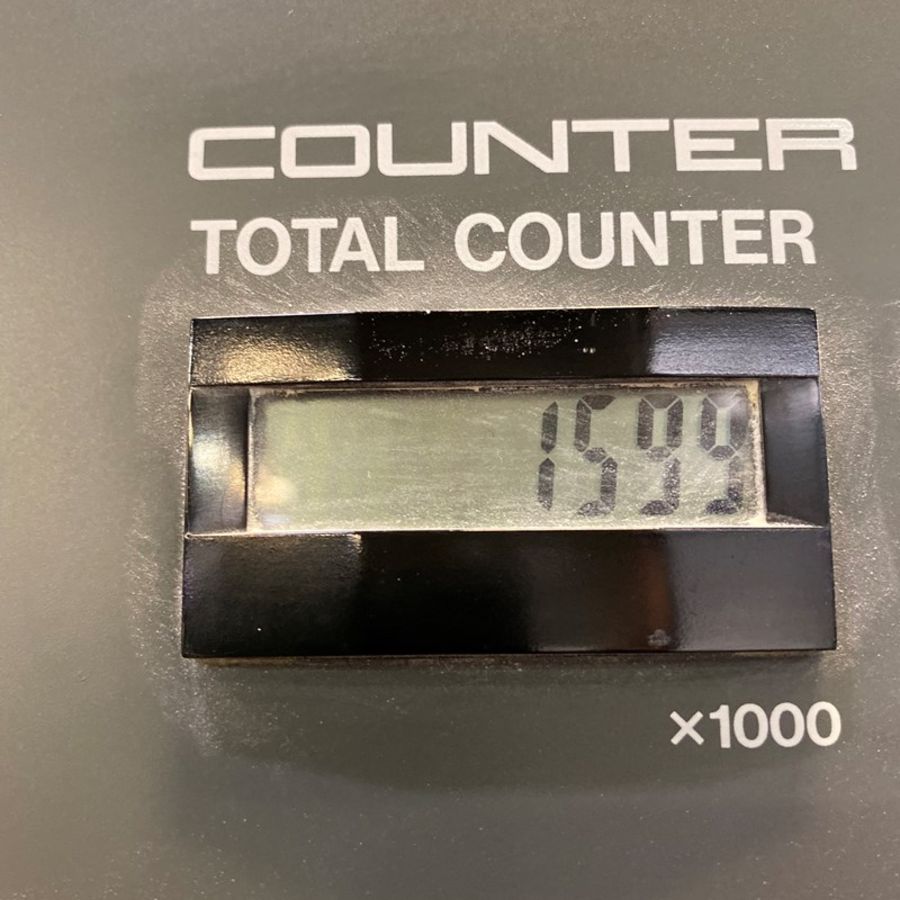 COUNTER
TOTAL COUNTER
1599
×1000